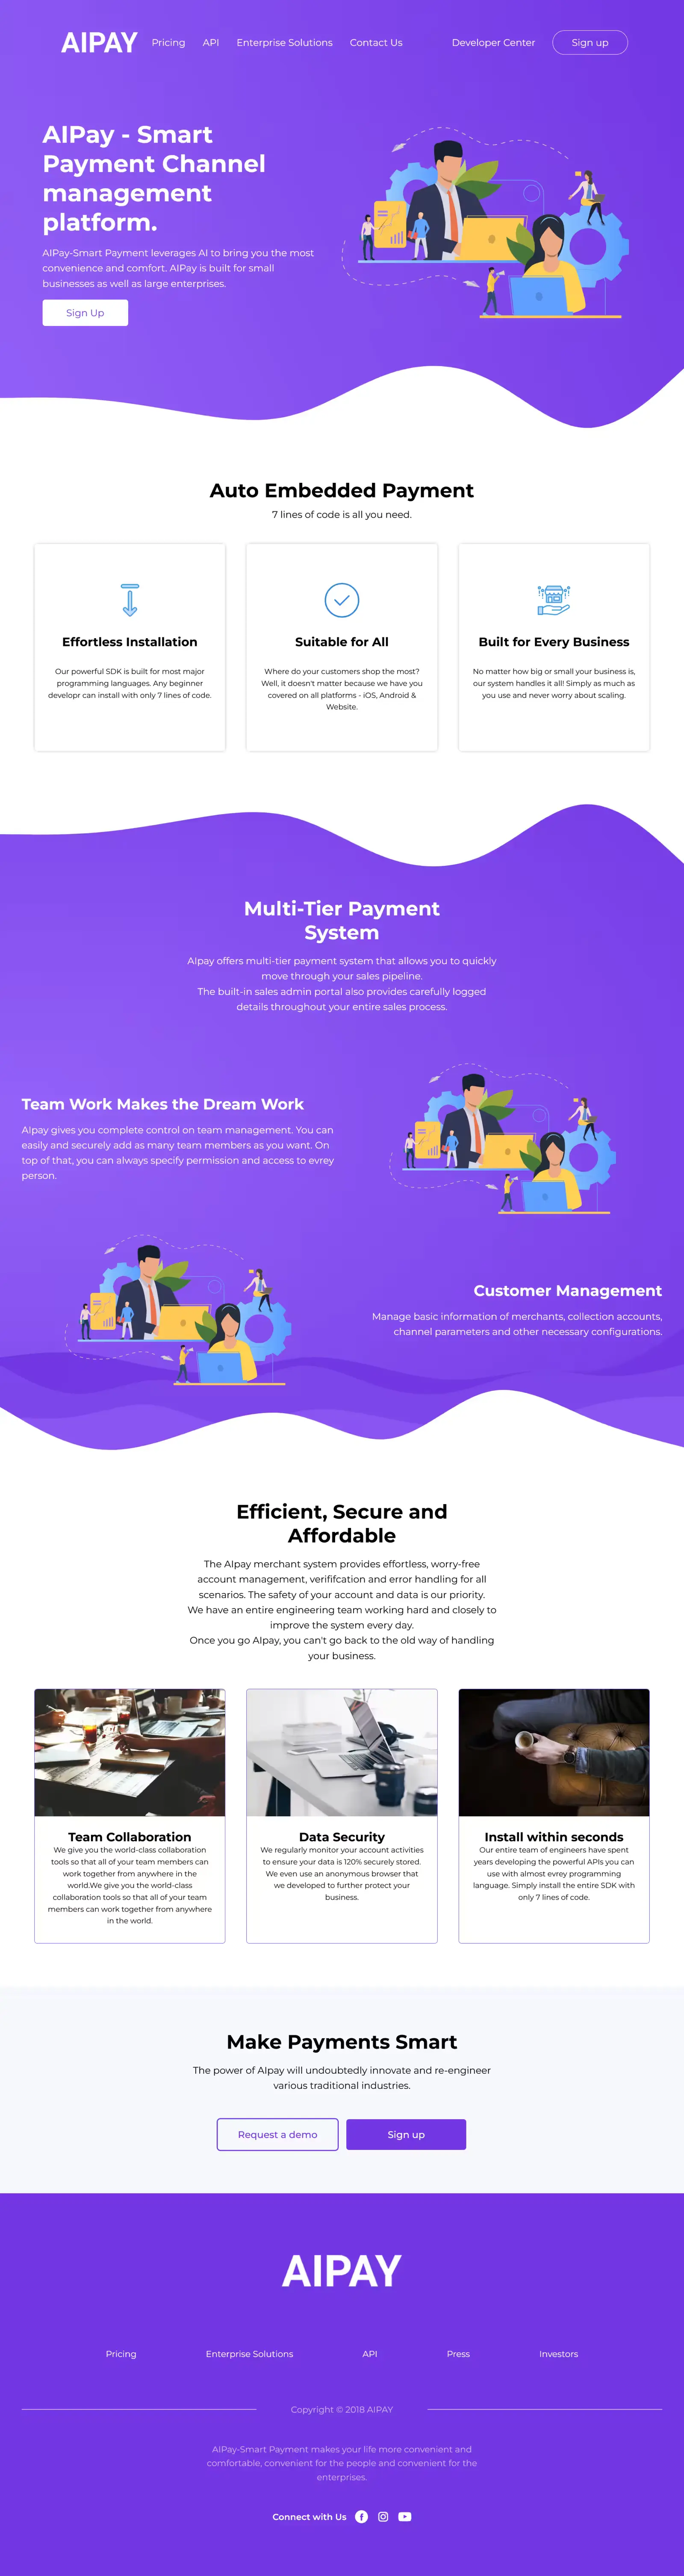 AIPAY
Pricing
API
Enterprise Solutions
Contact Us
Developer Center
Sign up
AIPay - Smart
Payment Channel
management
platform.
AIPay-Smart Payment leverages AI to bring you the most
convenience and comfort. AIPay is built for small
businesses as well as large enterprises.
Sign Up
Auto Embedded Payment
7 lines of code is all you need.
Effortless Installation
Our powerful SDK is built for most major
programming languages. Any beginner
developr can install with only 7 lines of code.
Suitable for All
Where do your customers shop the most?
Well, it doesn't matter because we have you
covered on all platforms - iOS, Android &
Website.
Built for Every Business
No matter how big or small your business is,
our system handles it all! Simply as much as
you use and never worry about scaling.
Multi-Tier Payment
System
AIpay offers multi-tier payment system that allows you to quickly
move through your sales pipeline.
The built-in sales admin portal also provides carefully logged
details throughout your entire sales process.
Team Work Makes the Dream Work
AIpay gives you complete control on team management. You can
easily and securely add as many team members as you want. On
top of that, you can always specify permission and access to evrey
person.
Customer Management
Manage basic information of merchants, collection accounts,
channel parameters and other necessary configurations.
Efficient, Secure and
Affordable
The AIpay merchant system provides effortless, worry-free
account management, verififcation and error handling for all
scenarios. The safety of your account and data is our priority.
We have an entire engineering team working hard and closely to
improve the system every day.
Once you go AIpay, you can't go back to the old way of handling
your business.
Team Collaboration
We give you the world-class collaboration
tools so that all of your team members can
work together from anywhere in the
world.We give you the world-class
collaboration tools so that all of your team
members can work together from anywhere
in the world.
Data Security
We regularly monitor your account activities
to ensure your data is 120% securely stored.
We even use an anonymous browser that
we developed to further protect your
business.
Install within seconds
Our entire team of engineers have spent
years developing the powerful APIs you can
use with almost evrey programming
language. Simply install the entire SDK with
only 7 lines of code.
Make Payments Smart
The power of AIpay will undoubtedly innovate and re-engineer
various traditional industries.
Request a demo
Sign up
AIPAY
Pricing
Enterprise Solutions
API
Press
Investors
Copyright © 2018 AIPAY
AIPay-Smart Payment makes your life more convenient and
comfortable, convenient for the people and convenient for the
enterprises.
Connect with Us